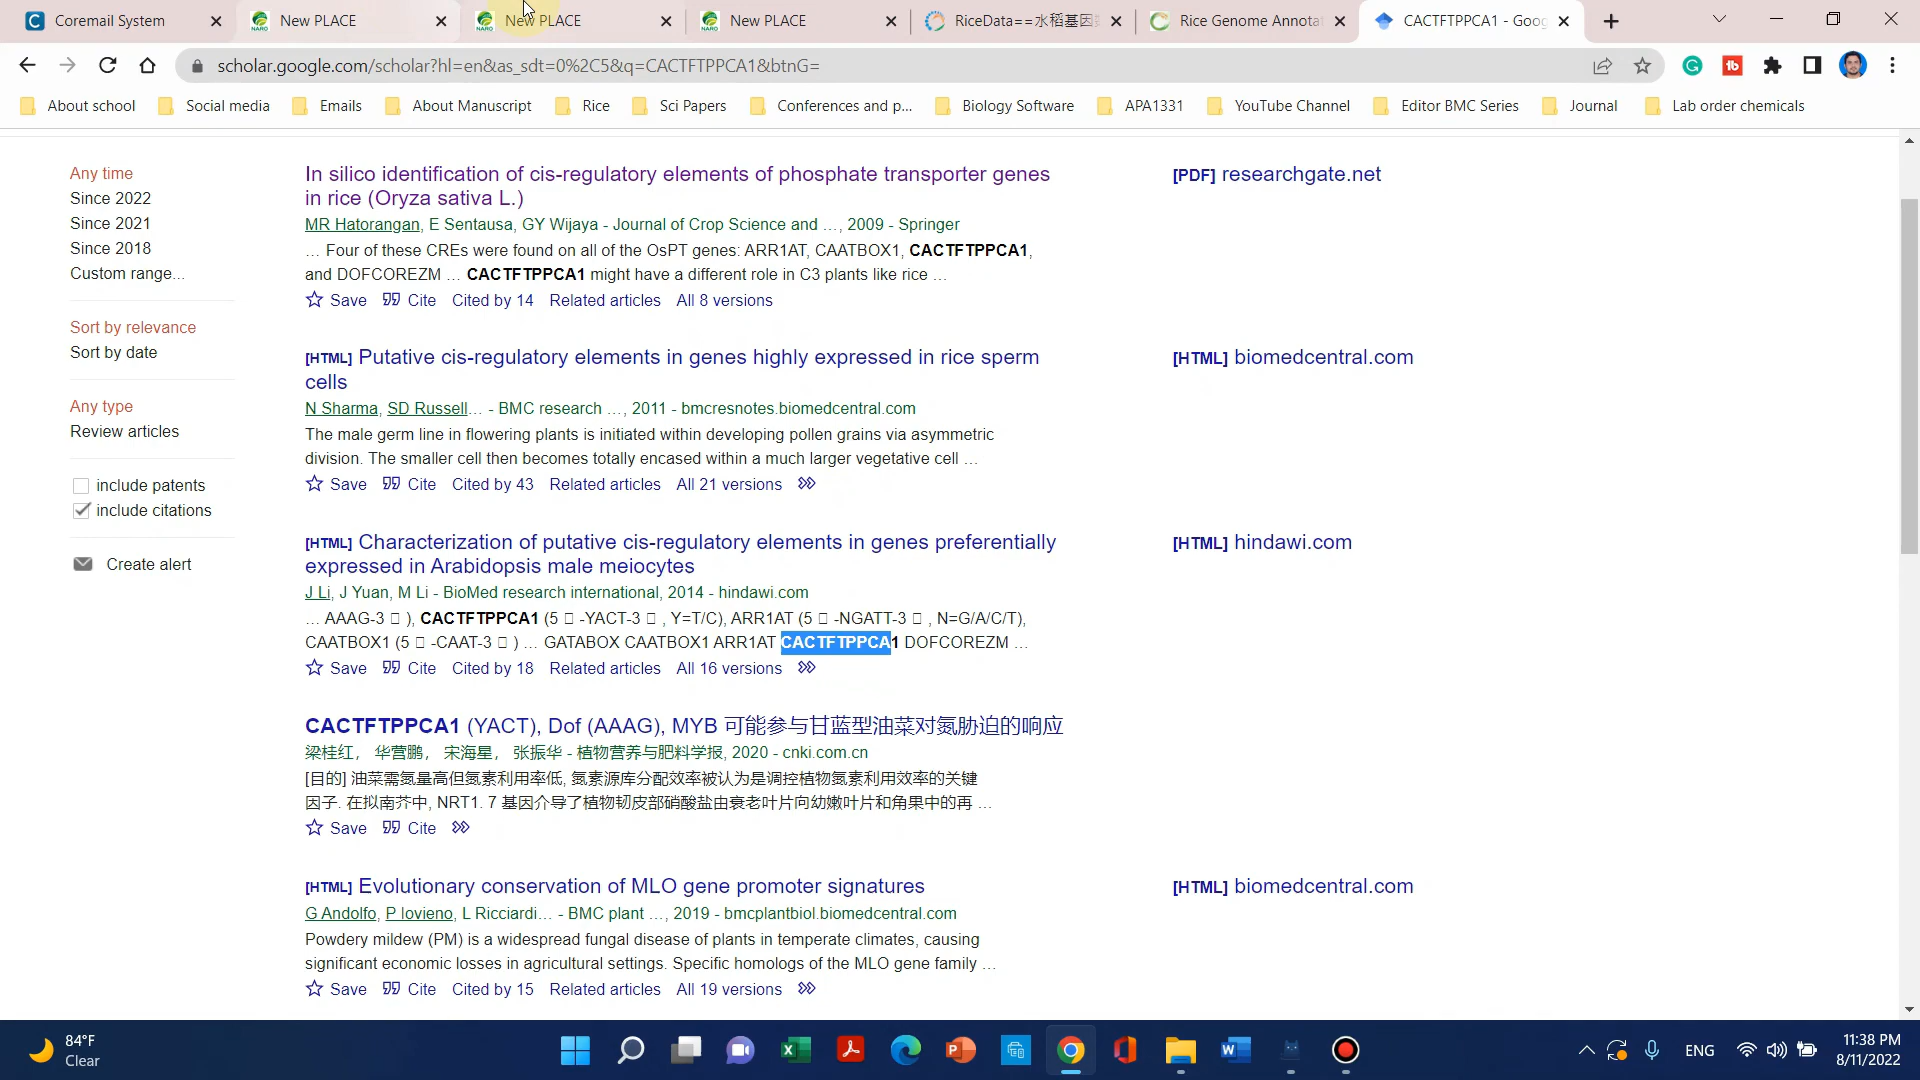 Coremail System
New PLACE
New PLACE
New PLACE
RiceData==水稻基因
Rice Genome Annota
CACTFTPPCA1 - Goog
scholar.google.com/scholar?hl=en&as_sdt=0%2C5&q=CACTFTPPCA1&btnG=
About school
Social media
Emails
About Manuscript
Rice
Sci Papers
Conferences and p...
Biology Software
APA1331
YouTube Channel
Editor BMC Series
Journal
Lab order chemicals
Any time
Since 2022
Since 2021
Since 2018
Custom range...
Sort by relevance
Sort by date
Any type
Review articles
include patents
include citations
Create alert
In silico identification of cis-regulatory elements of phosphate transporter genes
in rice (Oryza sativa L.)
MR Hatorangan, E Sentausa, GY Wijaya - Journal of Crop Science and …, 2009 - Springer
… Four of these CREs were found on all of the OsPT genes: ARR1AT, CAATBOX1, CACTFTPPCA1,
and DOFCOREZM … CACTFTPPCA1 might have a different role in C3 plants like rice …
Save Cite Cited by 14 Related articles All 8 versions
[PDF] researchgate.net
[HTML] Putative cis-regulatory elements in genes highly expressed in rice sperm
cells
N Sharma, SD Russell… - BMC research …, 2011 - bmcresnotes.biomedcentral.com
The male germ line in flowering plants is initiated within developing pollen grains via asymmetric
division. The smaller cell then becomes totally encased within a much larger vegetative cell …
Save Cite Cited by 43 Related articles All 21 versions
[HTML] biomedcentral.com
[HTML] Characterization of putative cis-regulatory elements in genes preferentially
expressed in Arabidopsis male meiocytes
J Li, J Yuan, M Li - BioMed research international, 2014 - hindawi.com
… AAAG-3 ), CACTFTPPCA1 (5 -YACT-3 , Y=T/C), ARR1AT (5 -NGATT-3 , N=G/A/C/T),
CAATBOX1 (5 -CAAT-3 ) … GATABOX CAATBOX1 ARR1AT CACTFTPPCA1 DOFCOREZM …
Save Cite Cited by 18 Related articles All 16 versions
[HTML] hindawi.com
CACTFTPPCA1 (YACT), Dof (AAAG), MYB 可能参与甘蓝型油菜对氮胁迫的响应
梁桂红, 华营鹏, 宋海星, 张振华 - 植物营养与肥料学报, 2020 - cnki.com.cn
[目的] 油菜需氮量高但氮素利用率低, 氮素源库分配效率被认为是调控植物氮素利用效率的关键
因子. 在拟南芥中, NRT1. 7 基因介导了植物韧皮部硝酸盐由衰老叶片向幼嫩叶片和角果中的再 …
Save Cite
[HTML] Evolutionary conservation of MLO gene promoter signatures
G Andolfo, P Iovieno, L Ricciardi… - BMC plant …, 2019 - bmcplantbiol.biomedcentral.com
Powdery mildew (PM) is a widespread fungal disease of plants in temperate climates, causing
significant economic losses in agricultural settings. Specific homologs of the MLO gene family …
Save Cite Cited by 15 Related articles All 19 versions
[HTML] biomedcentral.com
84°F
Clear
ENG
11:38 PM
8/11/2022